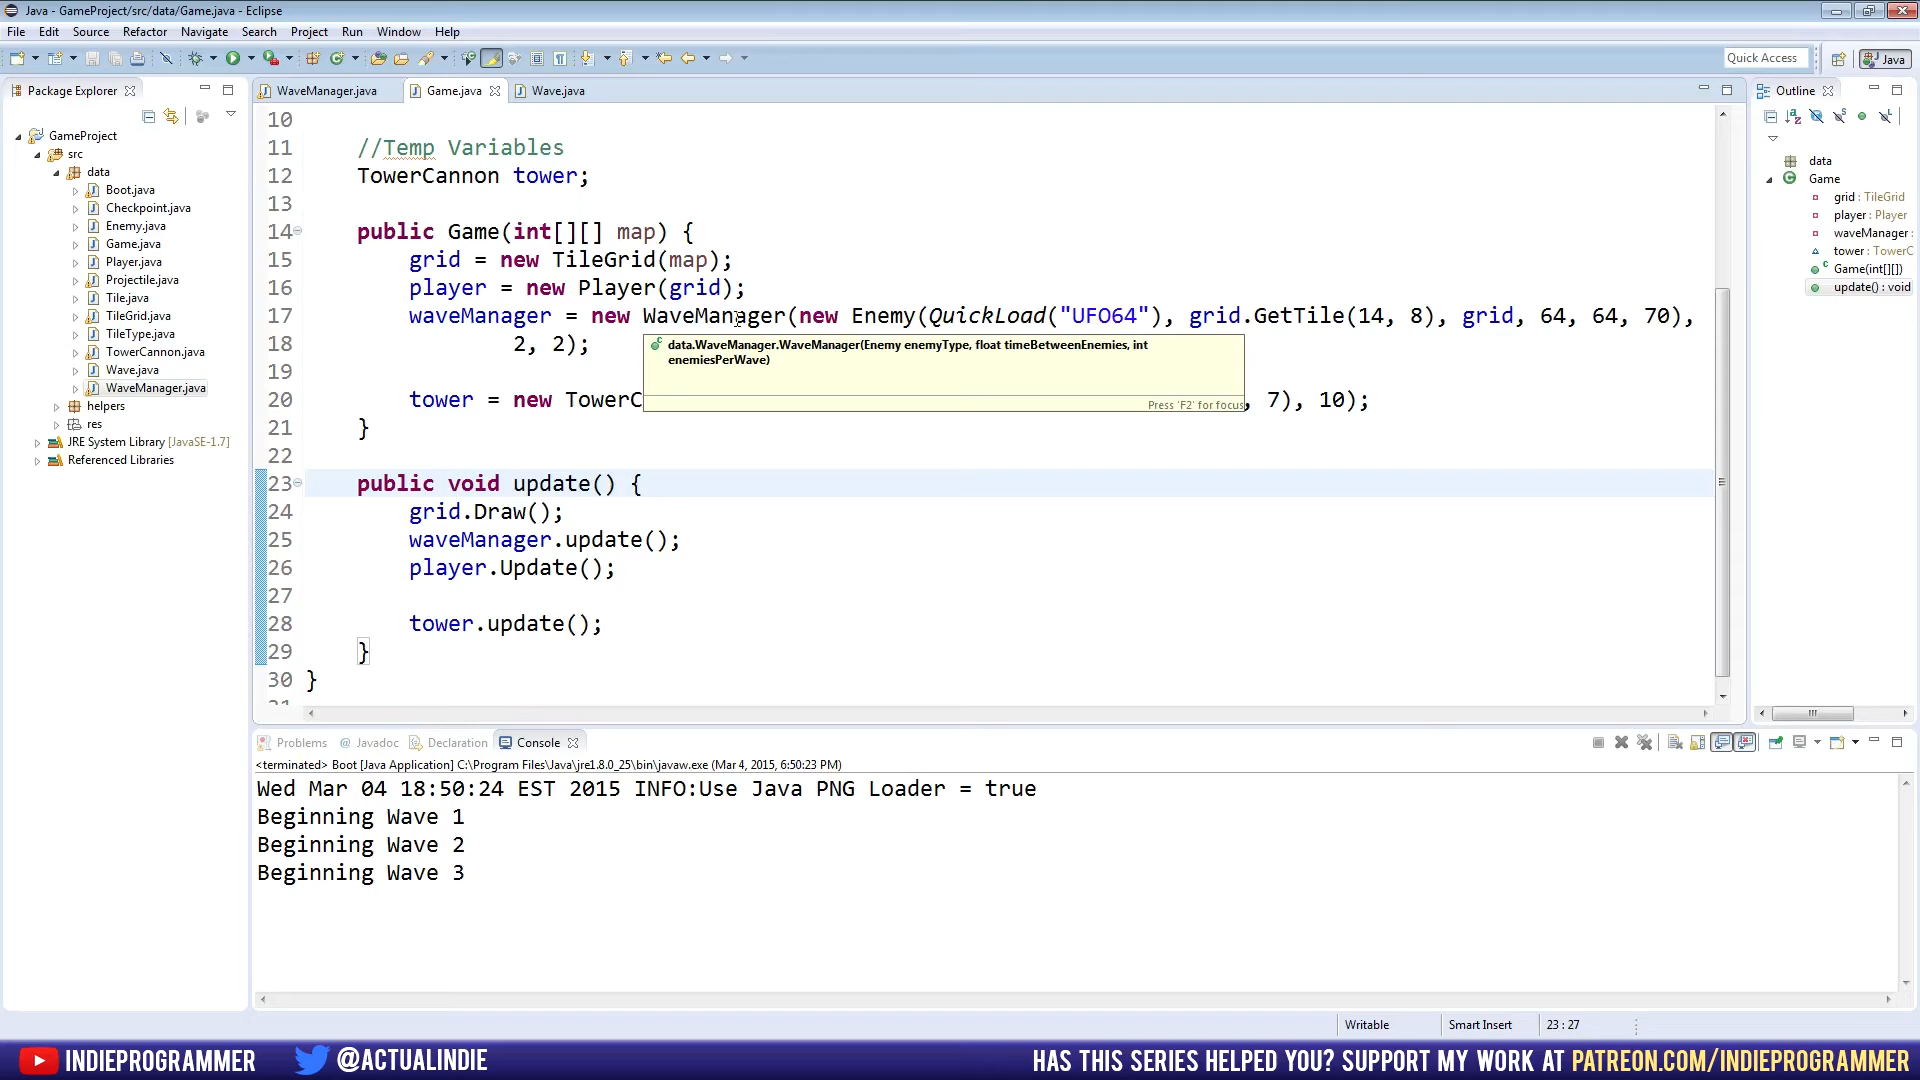 Java - GameProject/src/data/Game.java - Eclipse
File Edit Source Refactor Navigate Search Project Run Window Help
Quick Access
Java
Package Explorer
GameProject
src
data
Boot.java
Checkpoint.java
Enemy.java
Game.java
Player.java
Projectile.java
Tile.java
TileGrid.java
TileType.java
TowerCannon.java
Wave.java
WaveManager.java
helpers
res
JRE System Library [JavaSE-1.7]
Referenced Libraries
WaveManager.java Game.java Wave.java
10
11 //Temp Variables
12 TowerCannon tower;
13
14 public Game(int[][] map) {
15 grid = new TileGrid(map);
16 player = new Player(grid);
17 waveManager = new WaveManager(new Enemy(QuickLoad("UFO64"), grid.GetTile(14, 8), grid, 64, 64, 70),
18 2, 2);
data.WaveManager.WaveManager(Enemy enemyType, float timeBetweenEnemies, int
enemiesPerWave)
Press 'F2' for focus
19
20 tower = new TowerC , 7), 10);
21 }
22
23 public void update() {
24 grid.Draw();
25 waveManager.update();
26 player.Update();
27
28 tower.update();
29 }
30 }
Outline
data
Game
grid : TileGrid
player : Player
waveManager :
tower : TowerC
Game(int[][])
update() : void
Problems @ Javadoc Declaration Console
<terminated> Boot [Java Application] C:\Program Files\Java\jre1.8.0_25\bin\javaw.exe (Mar 4, 2015, 6:50:23 PM)
Wed Mar 04 18:50:24 EST 2015 INFO:Use Java PNG Loader = true
Beginning Wave 1
Beginning Wave 2
Beginning Wave 3
Writable Smart Insert 23 : 27
INDIEPROGRAMMER @ACTUALINDIE HAS THIS SERIES HELPED YOU? SUPPORT MY WORK AT PATREON.COM/INDIEPROGRAMMER